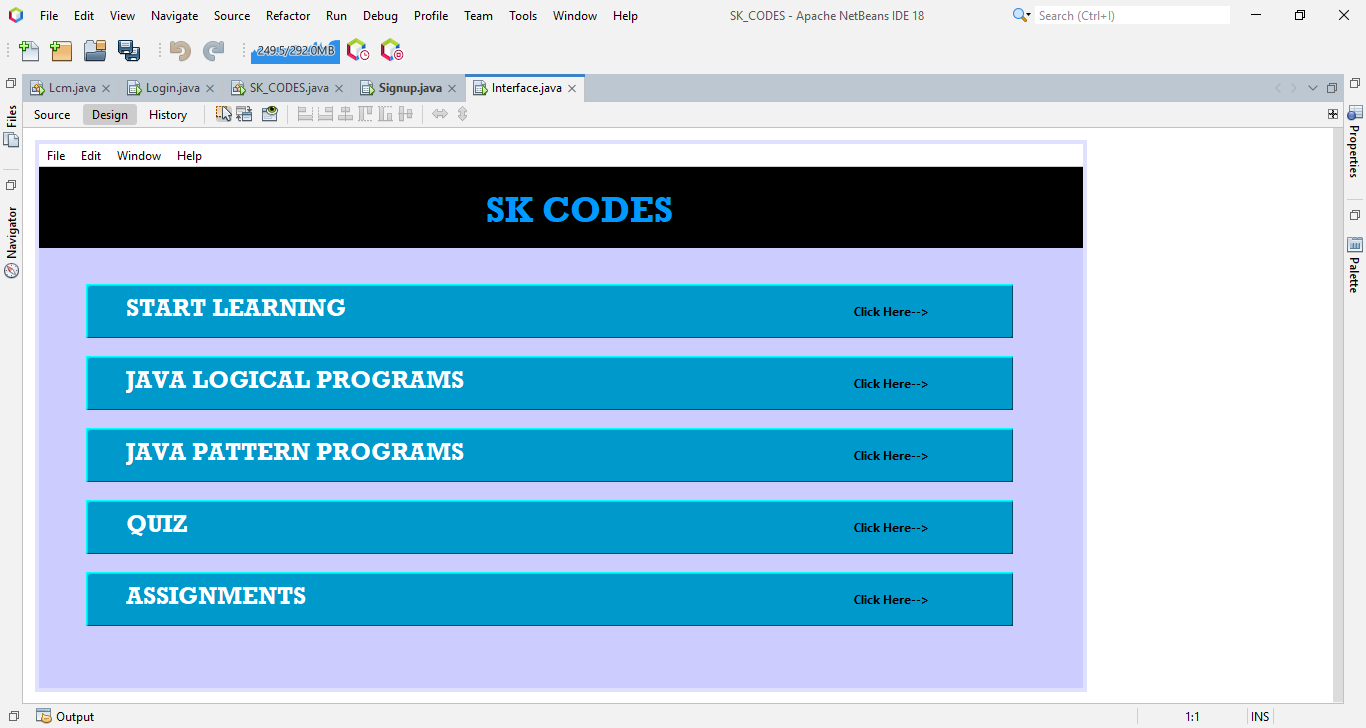 File Edit View Navigate Source Refactor Run Debug Profile Team Tools Window Help SK_CODES - Apache NetBeans IDE 18 Search (Ctrl+I)
249.5/292.0MB
Lcm.java Login.java SK_CODES.java Signup.java Interface.java
Source Design History
Files
Navigator
File Edit Window Help
SK CODES
START LEARNING Click Here-->
JAVA LOGICAL PROGRAMS Click Here-->
JAVA PATTERN PROGRAMS Click Here-->
QUIZ Click Here-->
ASSIGNMENTS Click Here-->
Properties
Palette
Output 1:1 INS